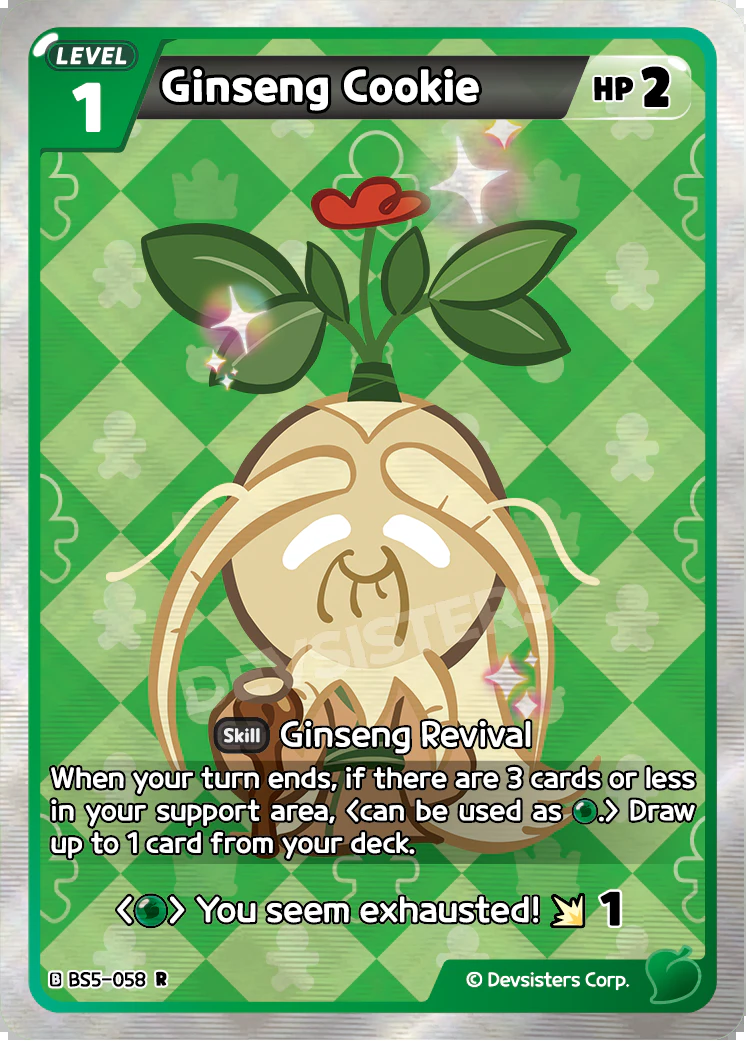 LEVEL
1
Ginseng Cookie
HP 2
DEVSISTERS
Skill Ginseng Revival
When your turn ends, if there are 3 cards or less
in your support area, <can be used as .> Draw
up to 1 card from your deck.
< > You seem exhausted! 1
B BS5-058 R
© Devsisters Corp.